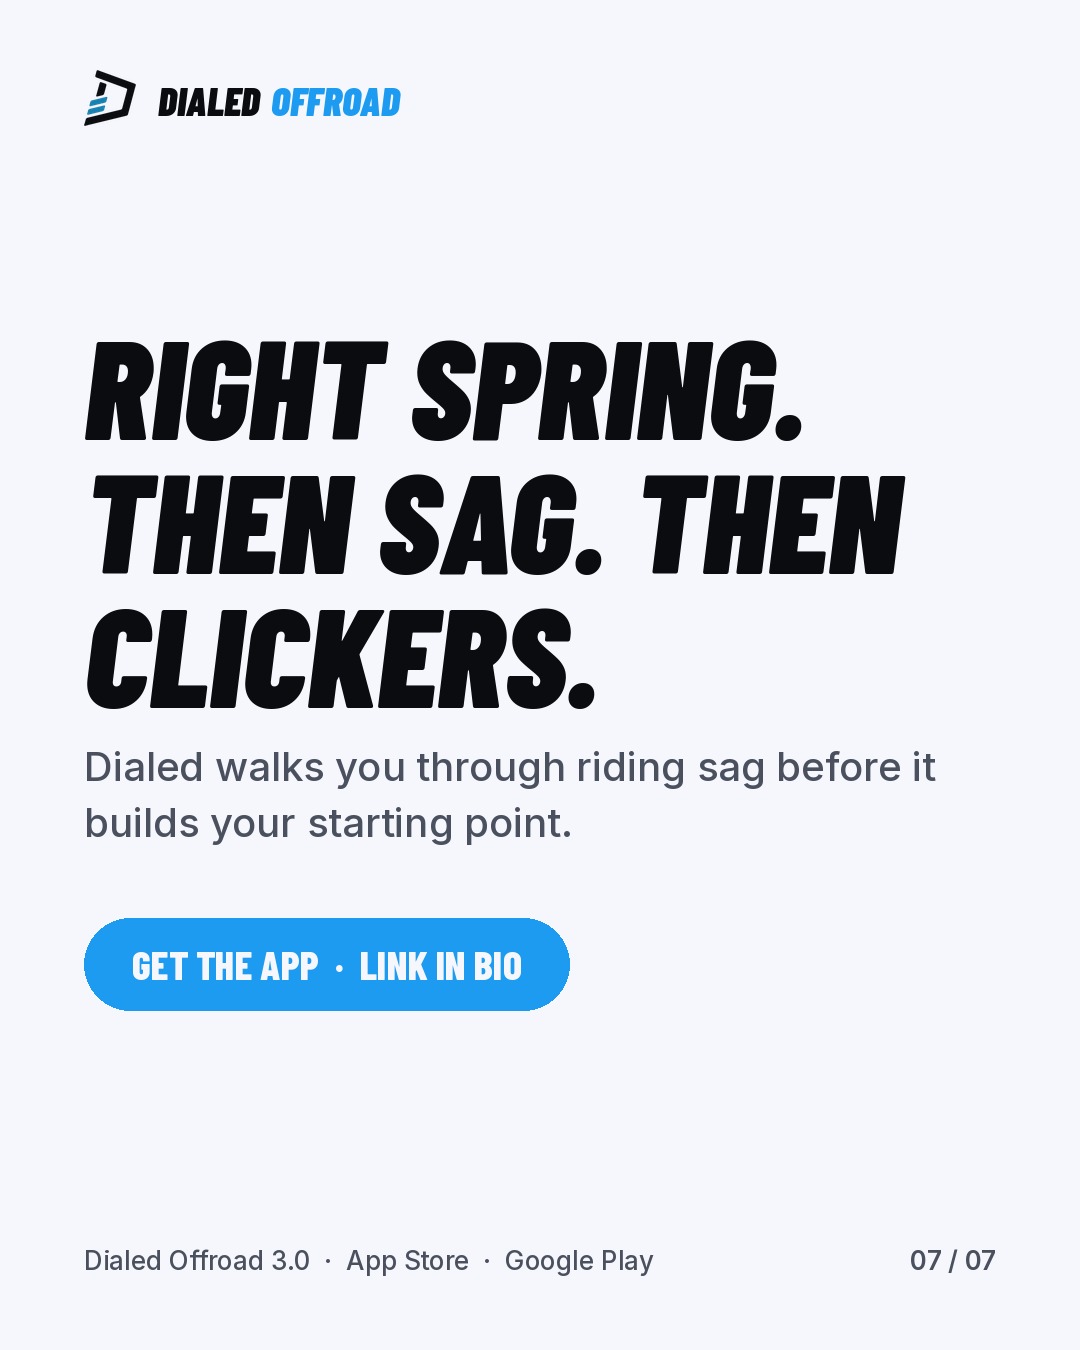 DIALED OFFROAD
RIGHT SPRING.
THEN SAG. THEN
CLICKERS.
Dialed walks you through riding sag before it
builds your starting point.
GET THE APP · LINK IN BIO
Dialed Offroad 3.0 · App Store · Google Play
07 / 07